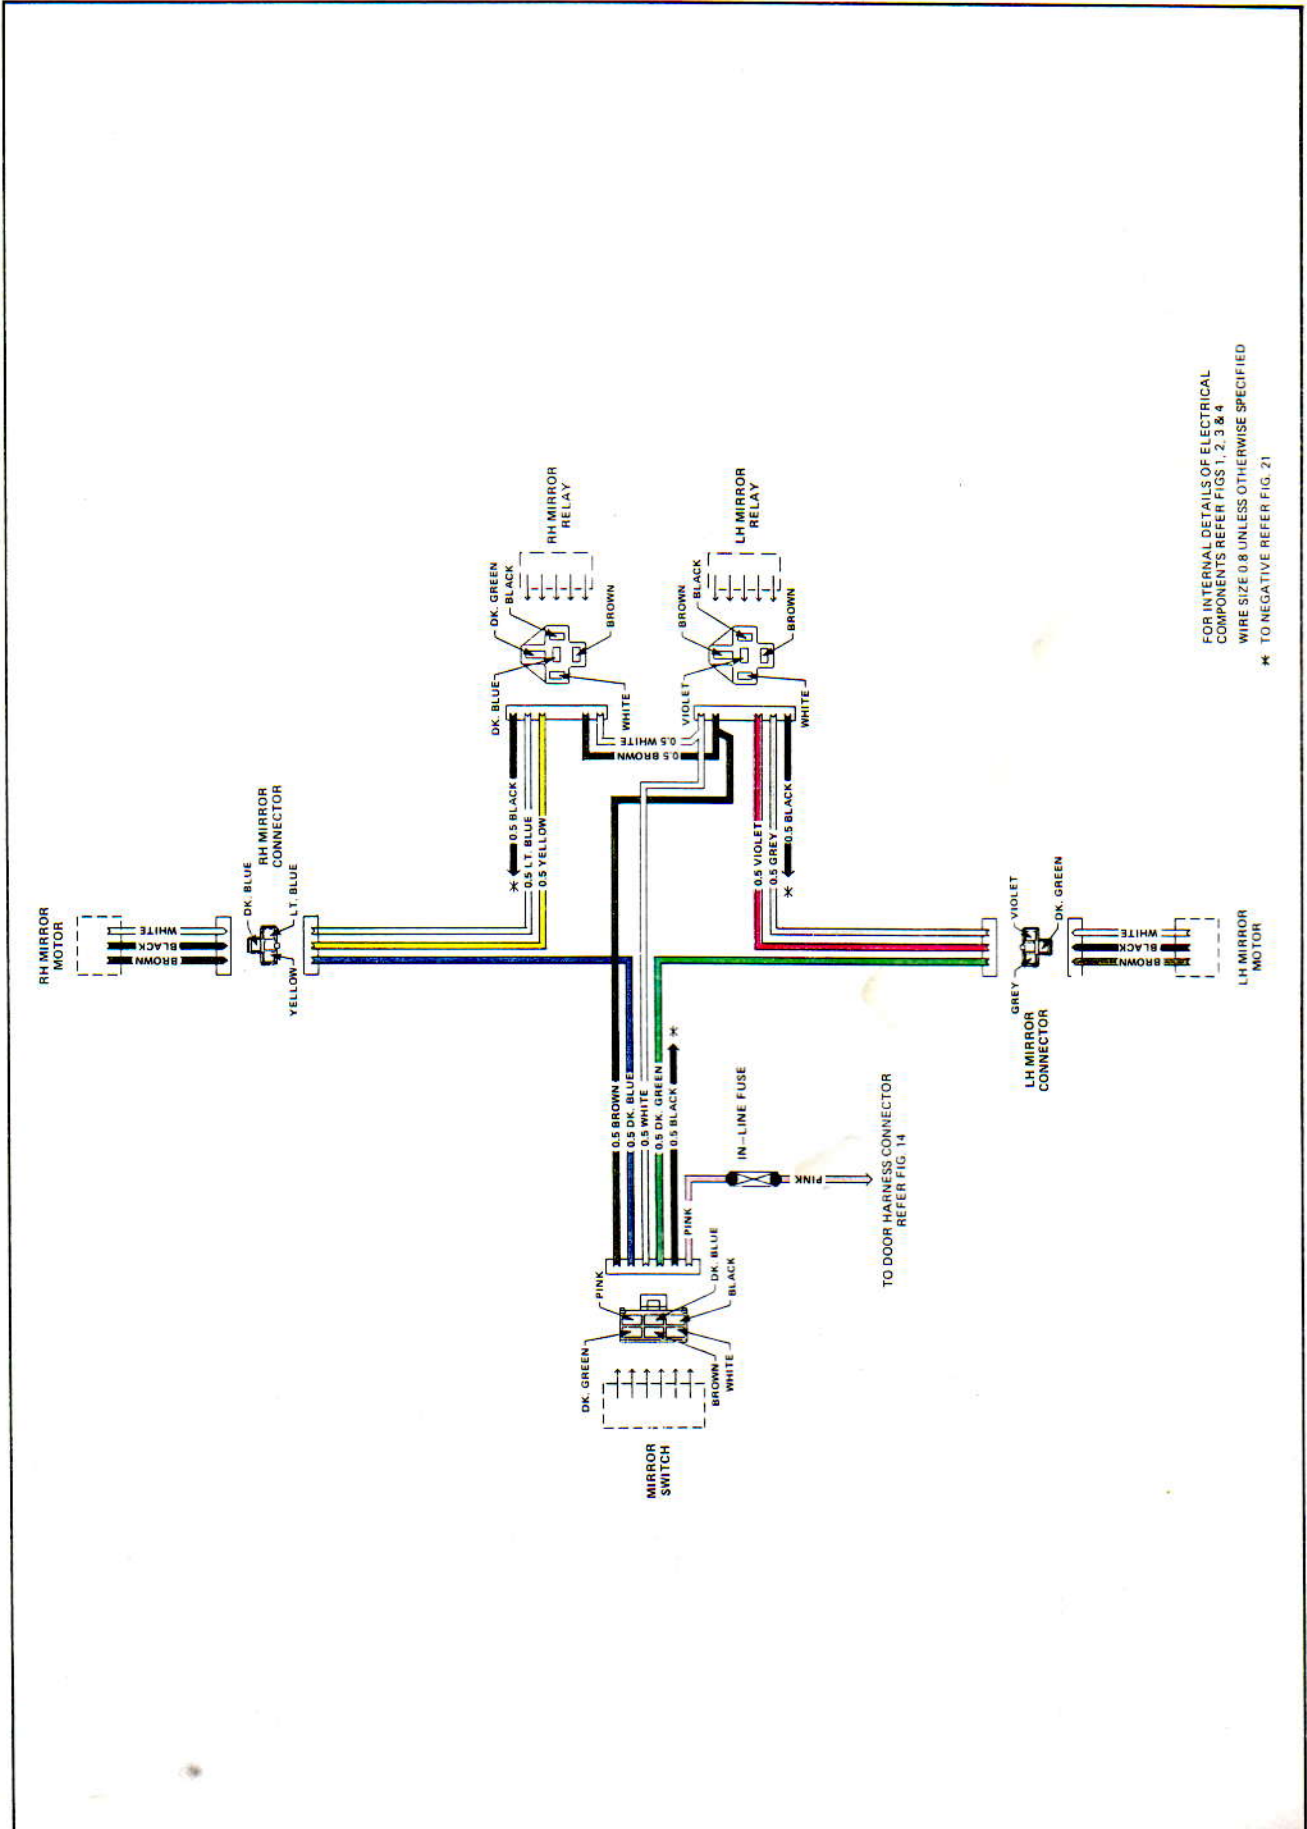 RH MIRROR
MOTOR
WHITE
BLACK
BROWN
DK. BLUE
LT. BLUE
YELLOW
RH MIRROR
CONNECTOR
0.5 BLACK
0.5 LT. BLUE
0.5 YELLOW
*
DK. BLUE
DK. GREEN
BLACK
BROWN
WHITE
RH MIRROR
RELAY
0.5 WHITE
0.5 BROWN
VIOLET
BROWN
BLACK
BROWN
WHITE
LH MIRROR
RELAY
0.5 VIOLET
0.5 GREY
0.5 BLACK
*
0.5 BROWN
0.5 DK. BLUE
0.5 WHITE
0.5 DK. GREEN
0.5 BLACK
*
PINK
IN-LINE FUSE
PINK
TO DOOR HARNESS CONNECTOR
REFER FIG. 14
PINK
DK. GREEN
DK. BLUE
BLACK
BROWN
WHITE
MIRROR
SWITCH
VIOLET
GREY
DK. GREEN
LH MIRROR
CONNECTOR
WHITE
BLACK
BROWN
LH MIRROR
MOTOR
FOR INTERNAL DETAILS OF ELECTRICAL
COMPONENTS REFER FIGS 1, 2, 3 & 4
WIRE SIZE 0.8 UNLESS OTHERWISE SPECIFIED
* TO NEGATIVE REFER FIG. 21